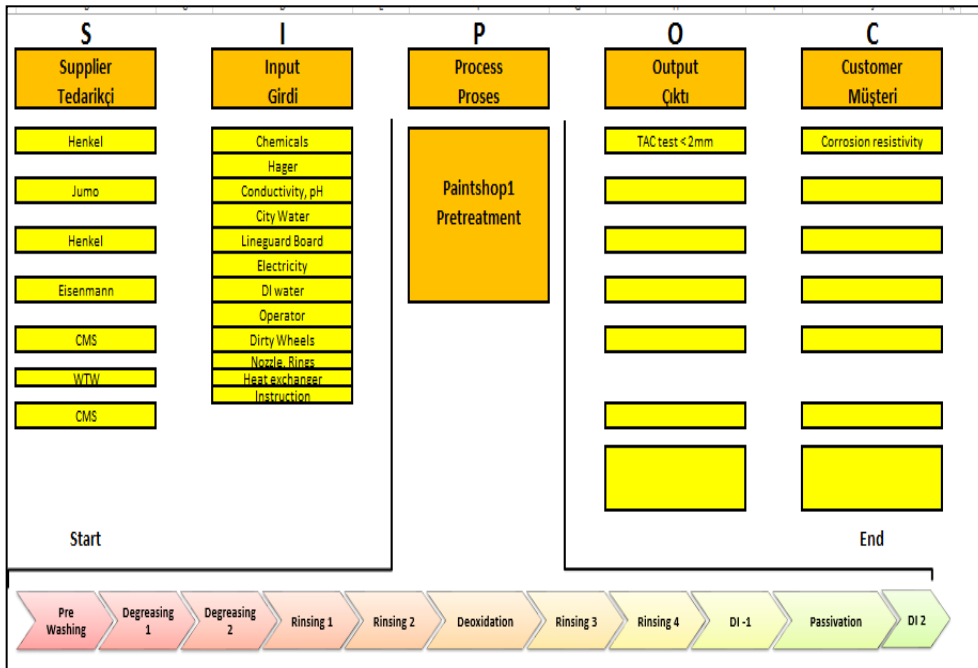 S I P O C
Supplier
Tedarikçi
Input
Girdi
Process
Proses
Output
Çıktı
Customer
Müşteri
Henkel
Jumo
Henkel
Eisenmann
CMS
WTW
CMS
Chemicals
Hager
Conductivity, pH
City Water
Lineguard Board
Electricity
DI water
Operator
Dirty Wheels
Nozzle, Rings
Heat exchanger
Instruction
Paintshop1
Pretreatment
TAC test < 2mm
Corrosion resistivity
Start
End
Pre
Washing
Degreasing
1
Degreasing
2
Rinsing 1
Rinsing 2
Deoxidation
Rinsing 3
Rinsing 4
DI -1
Passivation
DI 2